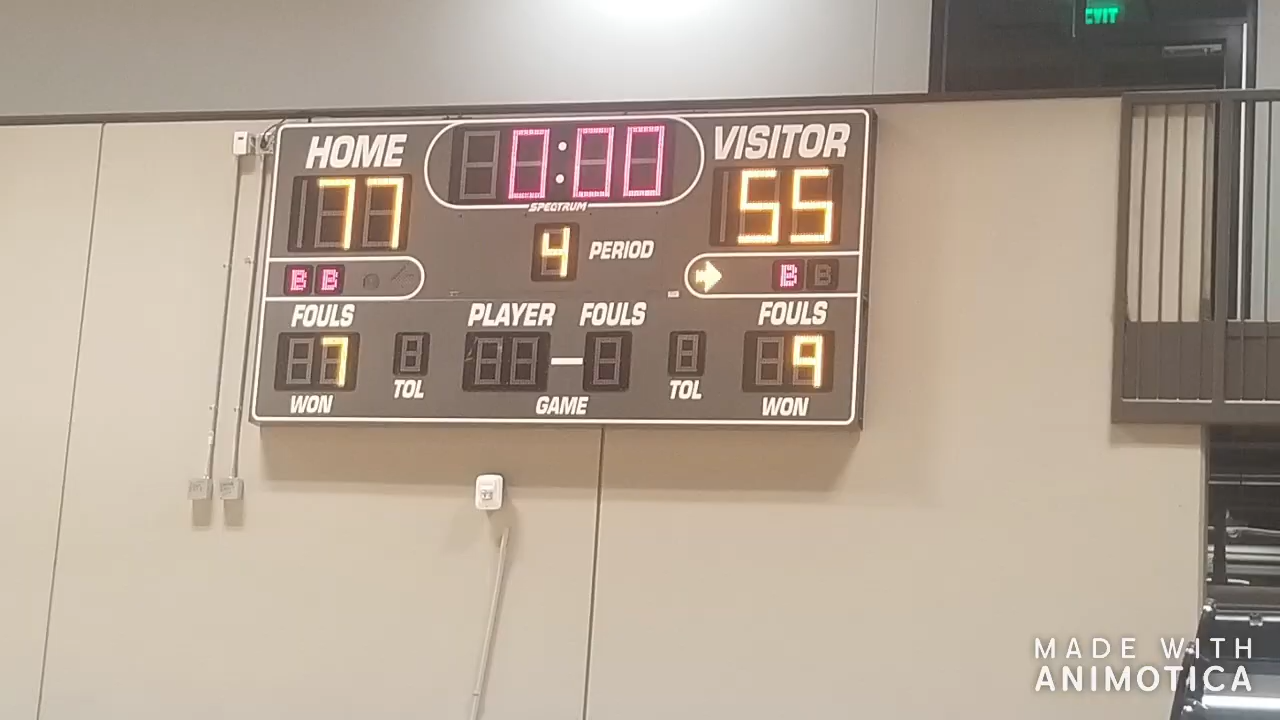 EXIT
HOME
0:00
VISITOR
77
SPECTRUM
55
4 PERIOD
B B
B
FOULS
PLAYER FOULS
FOULS
7
TOL
TOL
9
WON
GAME
WON
MADE WITH
ANIMOTICA